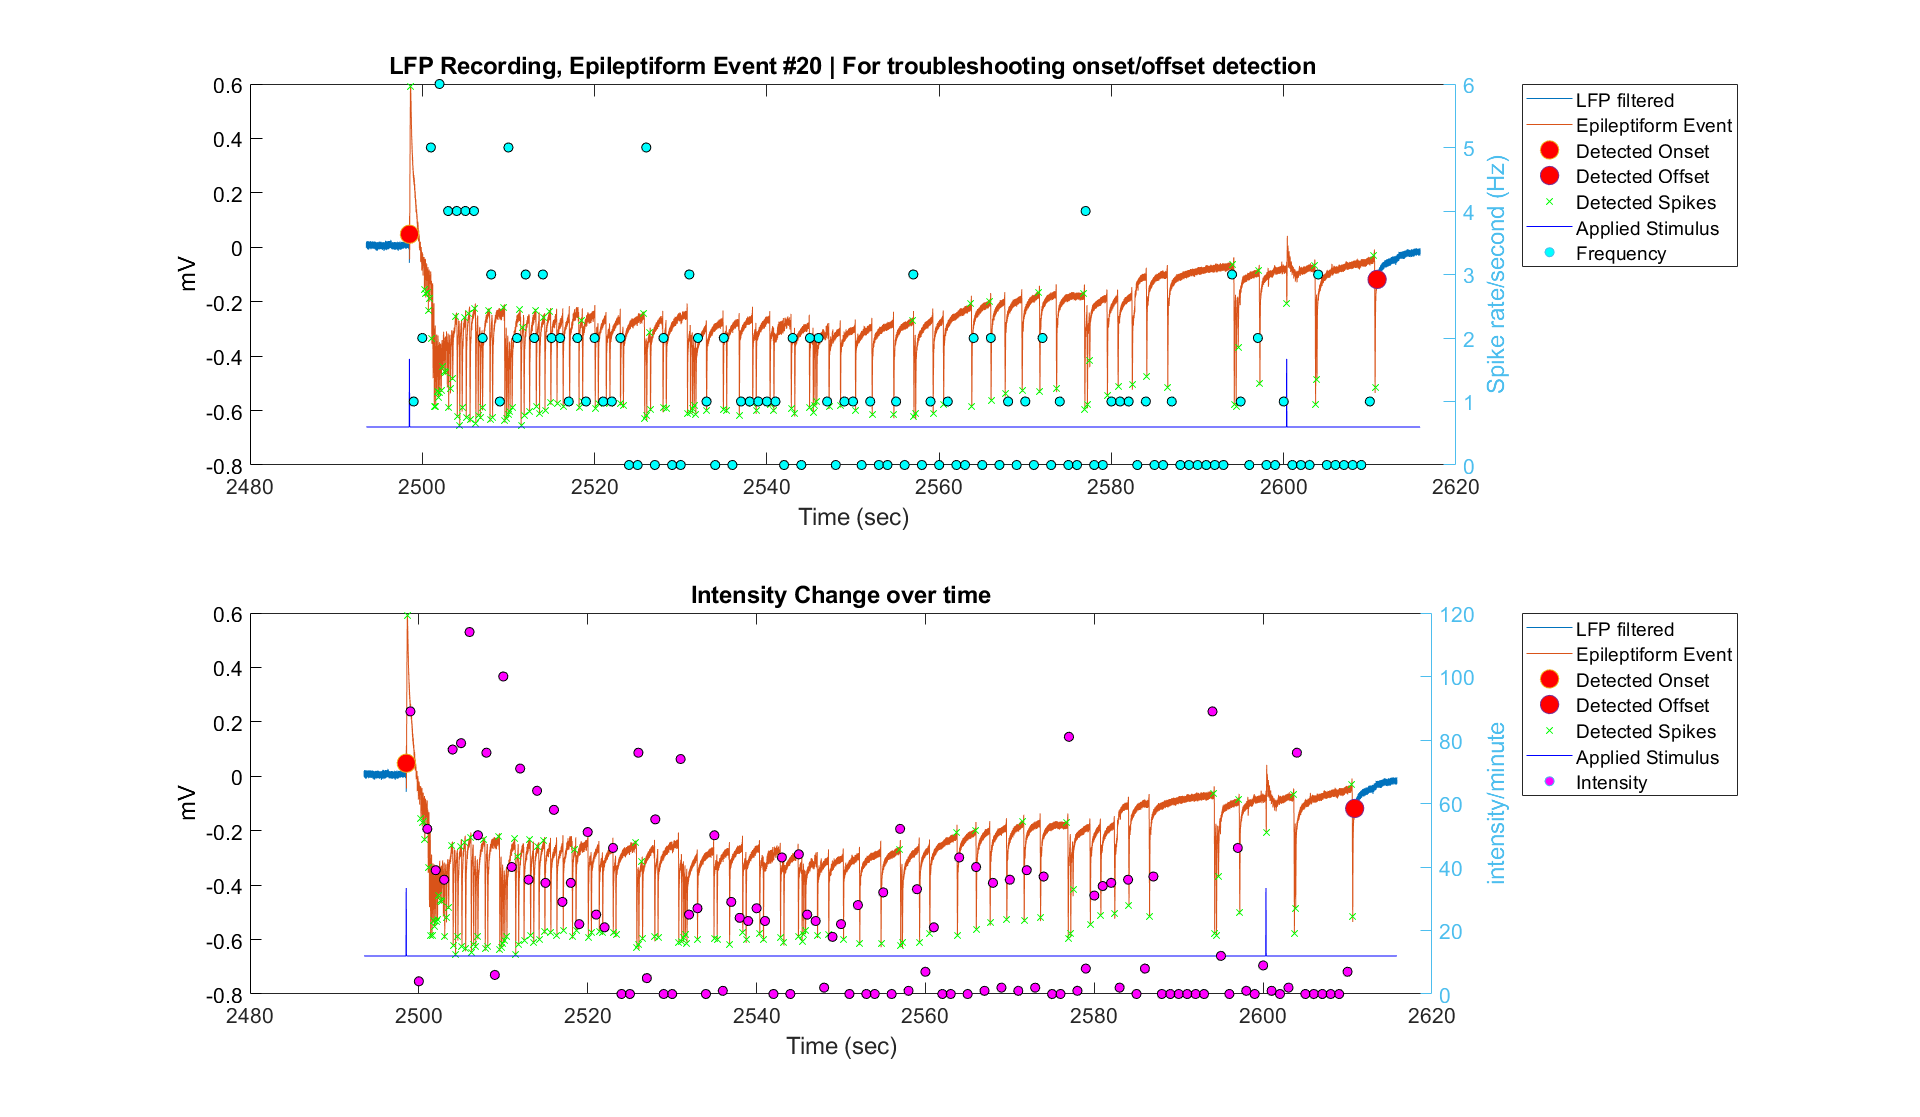 LFP Recording, Epileptiform Event #20 | For troubleshooting onset/offset detection
0.6
0.4
0.2
0
-0.2
-0.4
-0.6
-0.8
mV
2480
2500
2520
2540
2560
2580
2600
2620
Time (sec)
6
5
4
3
2
1
0
Spike rate/second (Hz)
LFP filtered
Epileptiform Event
Detected Onset
Detected Offset
Detected Spikes
Applied Stimulus
Frequency
Intensity Change over time
0.6
0.4
0.2
0
-0.2
-0.4
-0.6
-0.8
mV
2480
2500
2520
2540
2560
2580
2600
2620
Time (sec)
120
100
80
60
40
20
0
intensity/minute
LFP filtered
Epileptiform Event
Detected Onset
Detected Offset
Detected Spikes
Applied Stimulus
Intensity